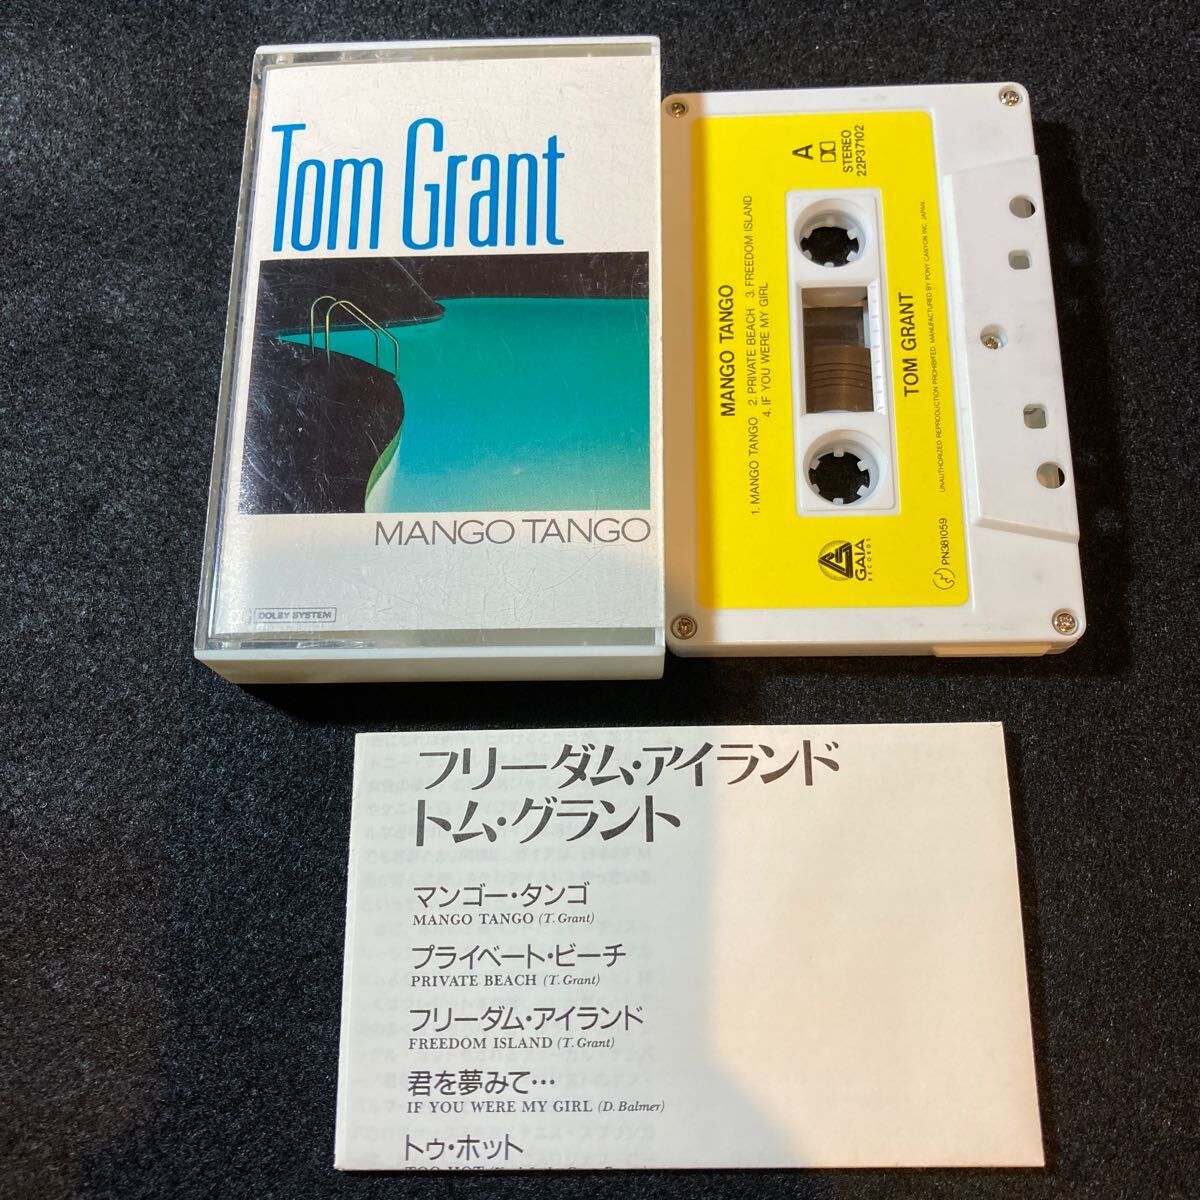 Tom Grant
MANGO TANGO
DOLBY SYSTEM
A
STEREO
22P37102
MANGO TANGO
1. MANGO TANGO 2. PRIVATE BEACH 3. FREEDOM ISLAND
4. IF YOU WERE MY GIRL
TOM GRANT
UNAUTHORIZED REPRODUCTION PROHIBITED. MANUFACTURED BY PONY CANYON INC. JAPAN.
GAIA
RECORDS
PN381059
フリーダム・アイランド
トム・グラント
マンゴー・タンゴ
MANGO TANGO (T. Grant)
プライベート・ビーチ
PRIVATE BEACH (T. Grant)
フリーダム・アイランド
FREEDOM ISLAND (T. Grant)
君を夢みて…
IF YOU WERE MY GIRL (D. Balmer)
トゥ・ホット
TOO HOT